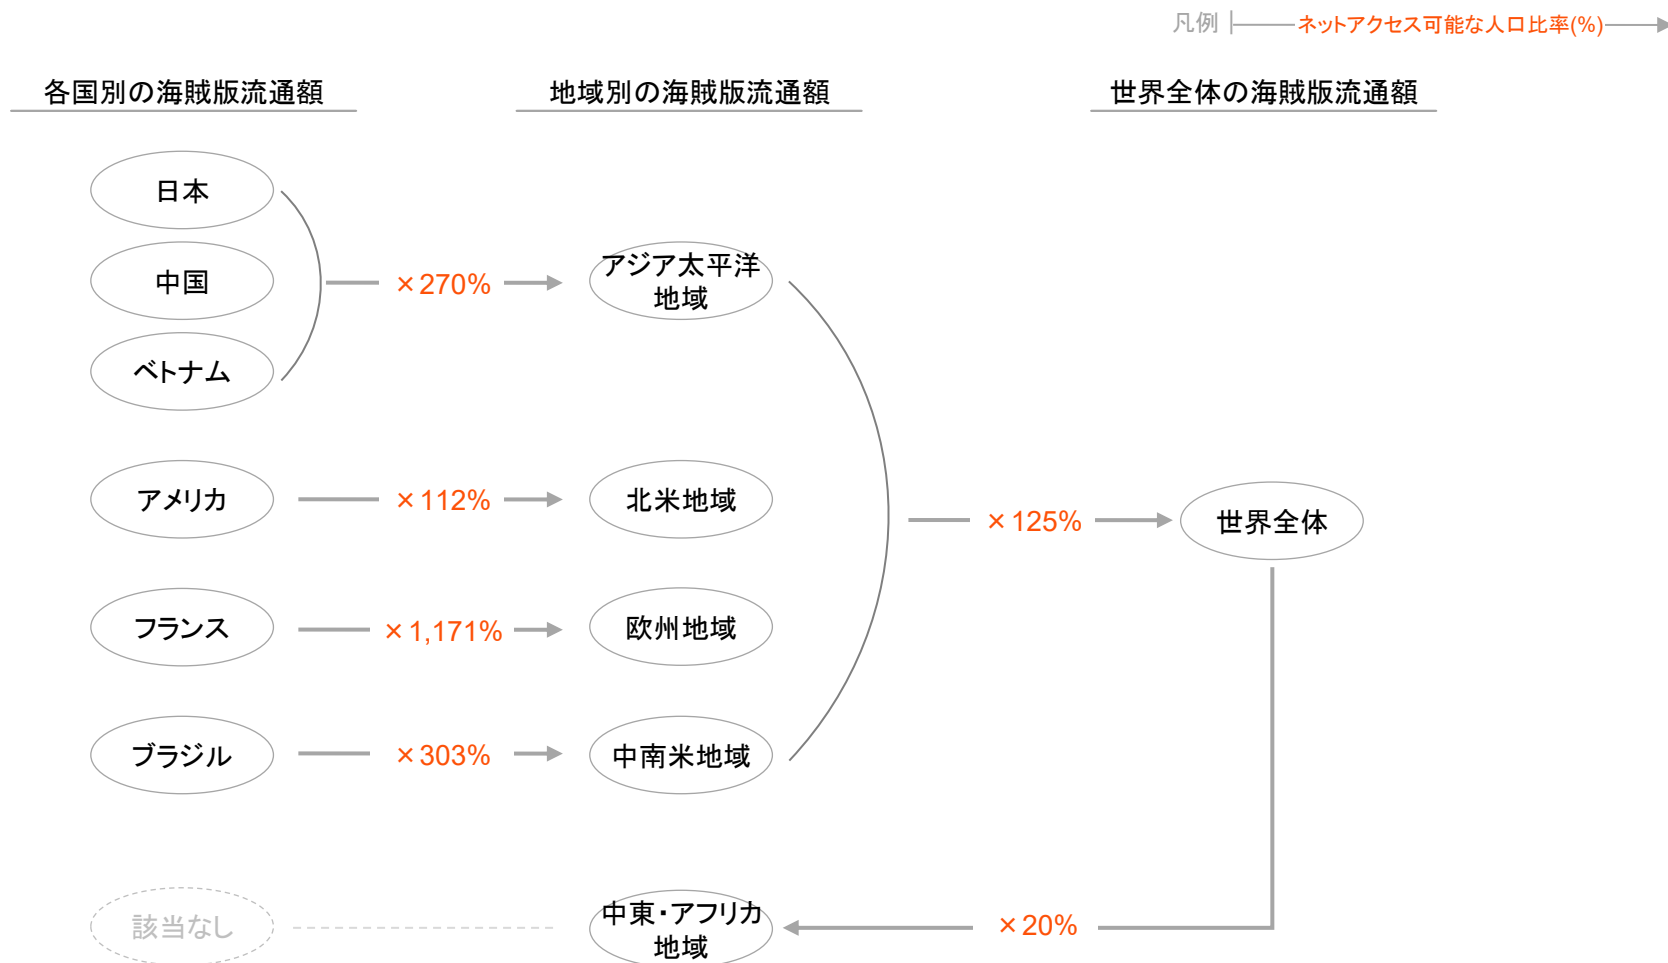 凡例
ネットアクセス可能な人口比率(%)
各国別の海賊版流通額
地域別の海賊版流通額
世界全体の海賊版流通額
日本
中国
ベトナム
×270%
アジア太平洋
地域
アメリカ
×112%
北米地域
×125%
世界全体
フランス
×1,171%
欧州地域
ブラジル
×303%
中南米地域
該当なし
中東・アフリカ
地域
×20%